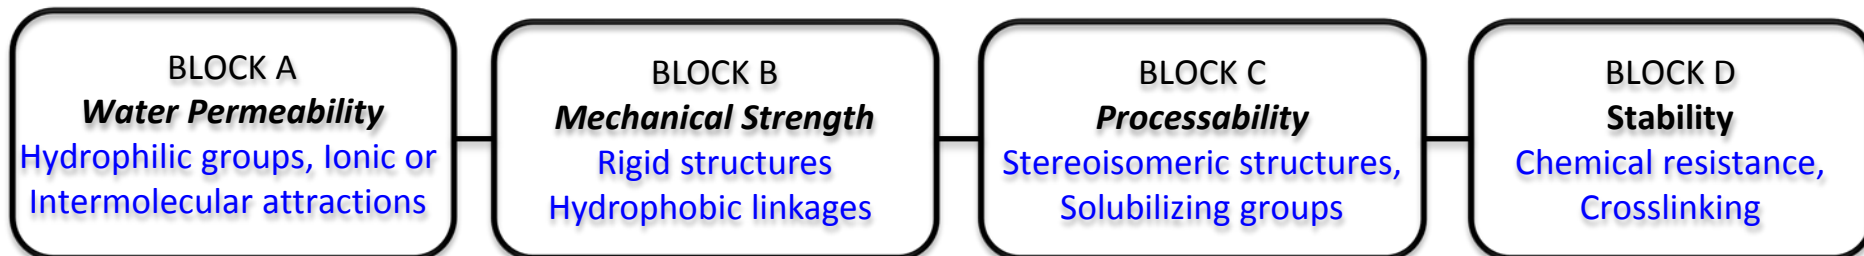 BLOCK A
Water Permeability
Hydrophilic groups, Ionic or
Intermolecular attractions
BLOCK B
Mechanical Strength
Rigid structures
Hydrophobic linkages
BLOCK C
Processability
Stereoisomeric structures,
Solubilizing groups
BLOCK D
Stability
Chemical resistance,
Crosslinking